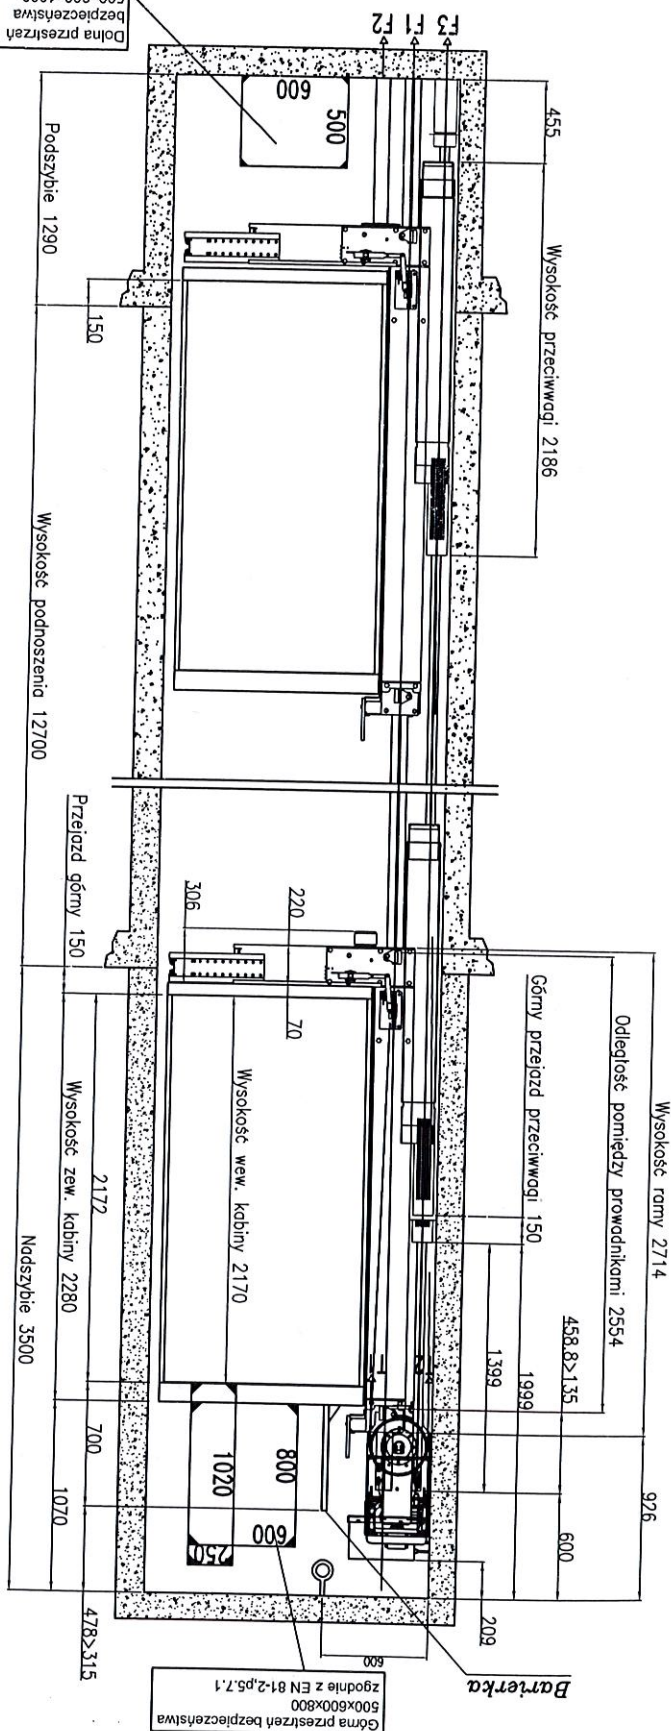 Dolna przestrzeń
bezpieczeństwa
F2
F1
F3
600
500
455
Podszybie 1290
150
Wysokość przeciwwagi 2186
Wysokość podnoszenia 12700
Przejazd górny 150
306
220
70
Wysokość ramy 2714
Odległość pomiędzy prowadnikami 2554
Górny przejazd przeciwwagi 150
458.8>135
1399
1999
926
600
209
Wysokość wew. kabiny 2170
2172
Wysokość zew. kabiny 2280
Nadszybie 3500
700
1070
478>315
800
1020
600
250
600
Barierka
Górna przestrzeń bezpieczeństwa
500x600x800
zgodnie z EN 81-2,p5.7.1